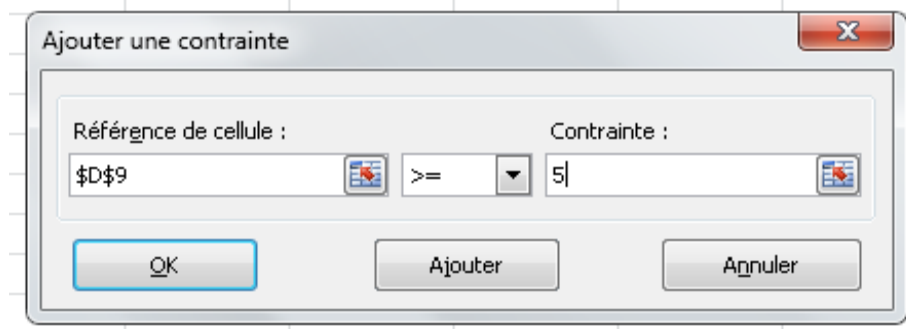 Ajouter une contrainte
Référence de cellule : Contrainte :
$D$9 >= 5
OK Ajouter Annuler